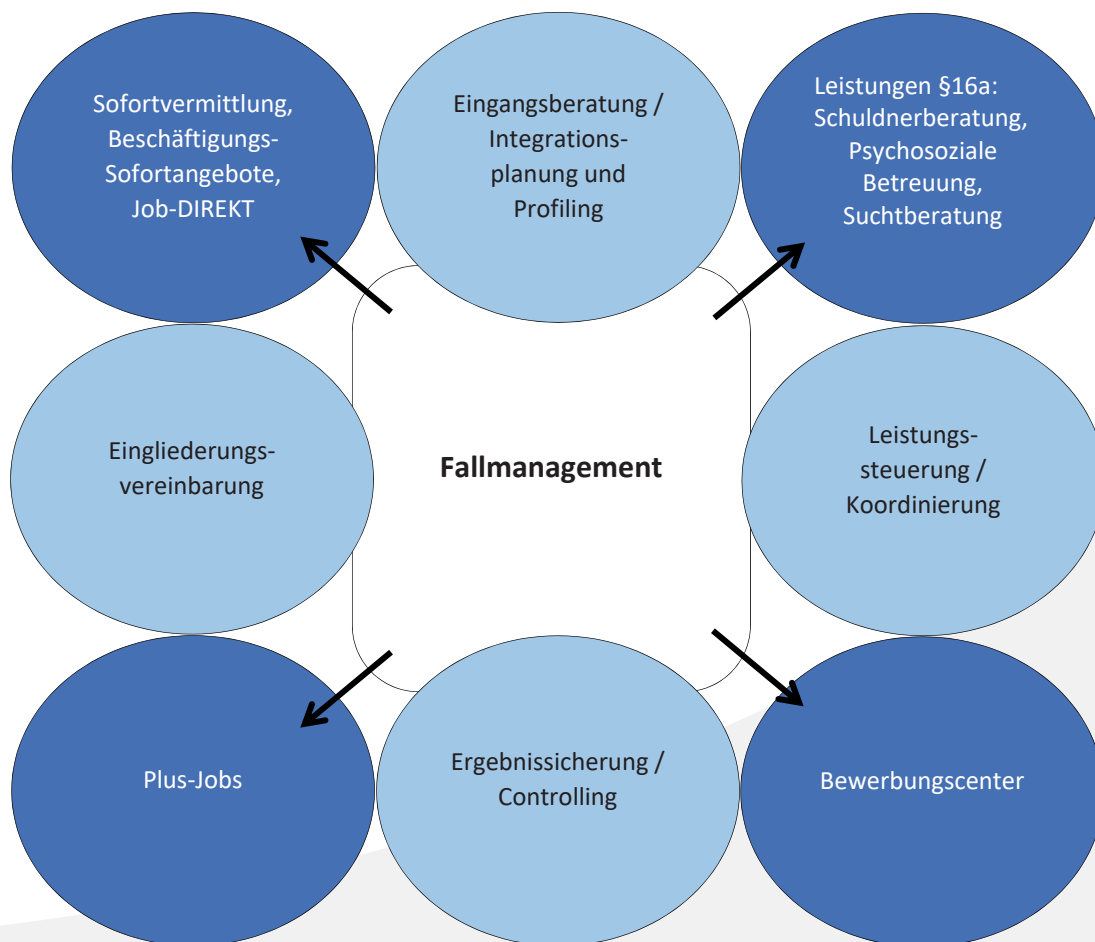 Sofortvermittlung,
Beschäftigungs-
Sofortangebote,
Job-DIREKT
Eingangsberatung /
Integrations-
planung und
Profiling
Leistungen §16a:
Schuldnerberatung,
Psychosoziale
Betreuung,
Suchtberatung
Eingliederungs-
vereinbarung
Fallmanagement
Leistungs-
steuerung /
Koordinierung
Plus-Jobs
Ergebnissicherung /
Controlling
Bewerbungscenter